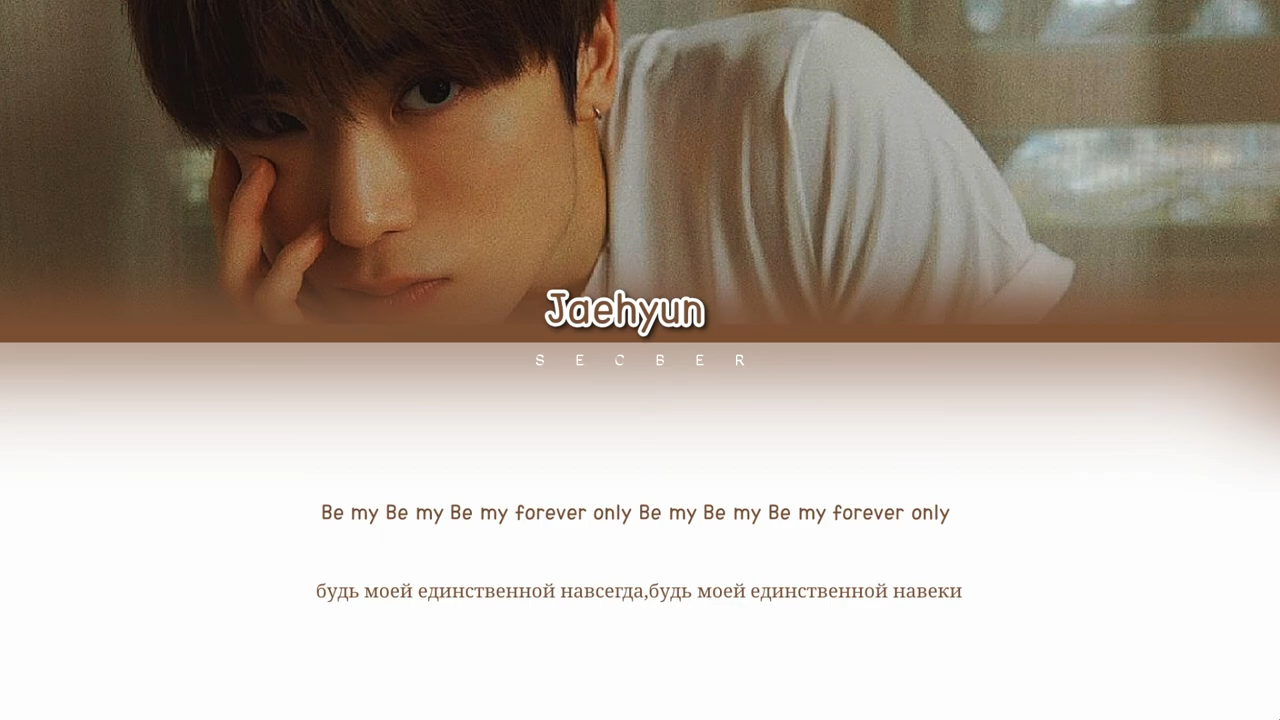 Jaehyun
S E C B E R
Be my Be my Be my forever only Be my Be my Be my forever only
будь моей единственной навсегда,будь моей единственной навеки